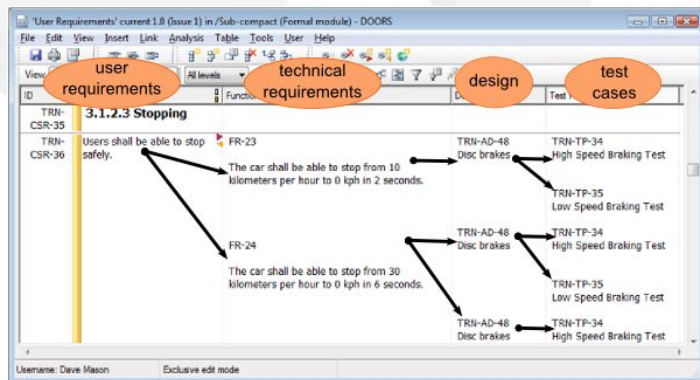 'User Requirements' current 1.0 (Issue 1) in /Sub-compact (Formal module) - DOORS
File Edit View Insert Link Analysis Table Tools User Help
View
user
requirements
All levels
technical
requirements
design
test
cases
ID
Function
D
Test
TRN-
CSR-35
3.1.2.3 Stopping
TRN-
CSR-36
Users shall be able to stop
safely.
FR-23
The car shall be able to stop from 10
kilometers per hour to 0 kph in 2 seconds.
TRN-AD-48
Disc brakes
TRN-TP-34
High Speed Braking Test
TRN-TP-35
Low Speed Braking Test
FR-24
The car shall be able to stop from 30
kilometers per hour to 0 kph in 6 seconds.
TRN-AD-48
Disc brakes
TRN-TP-34
High Speed Braking Test
TRN-TP-35
Low Speed Braking Test
TRN-AD-48
Disc brakes
TRN-TP-34
High Speed Braking Test
Username: Dave Mason
Exclusive edit mode